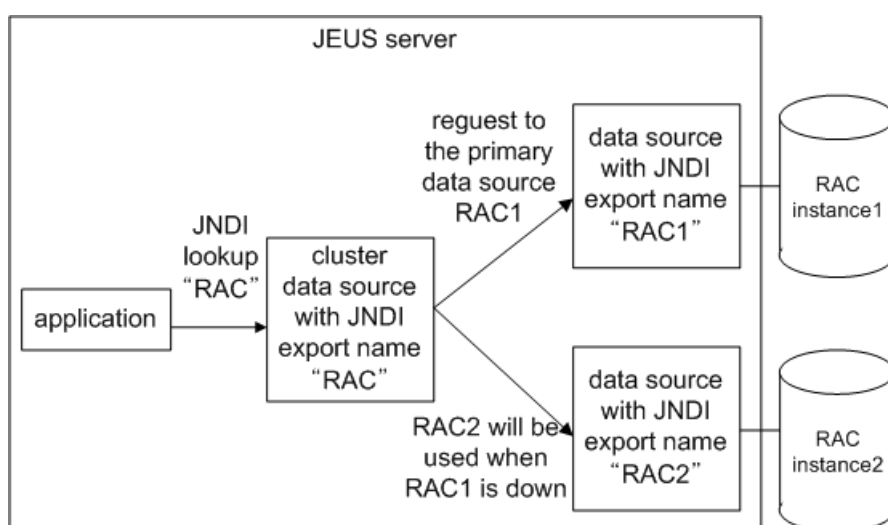 JEUS server
reguest to
the primary
data source
RAC1
data source
with JNDI
export name
“RAC1”
RAC
instance1
JNDI
lookup
“RAC”
cluster
data source
with JNDI
export name
“RAC”
application
RAC2 will be
used when
RAC1 is down
data source
with JNDI
export name
“RAC2”
RAC
instance2